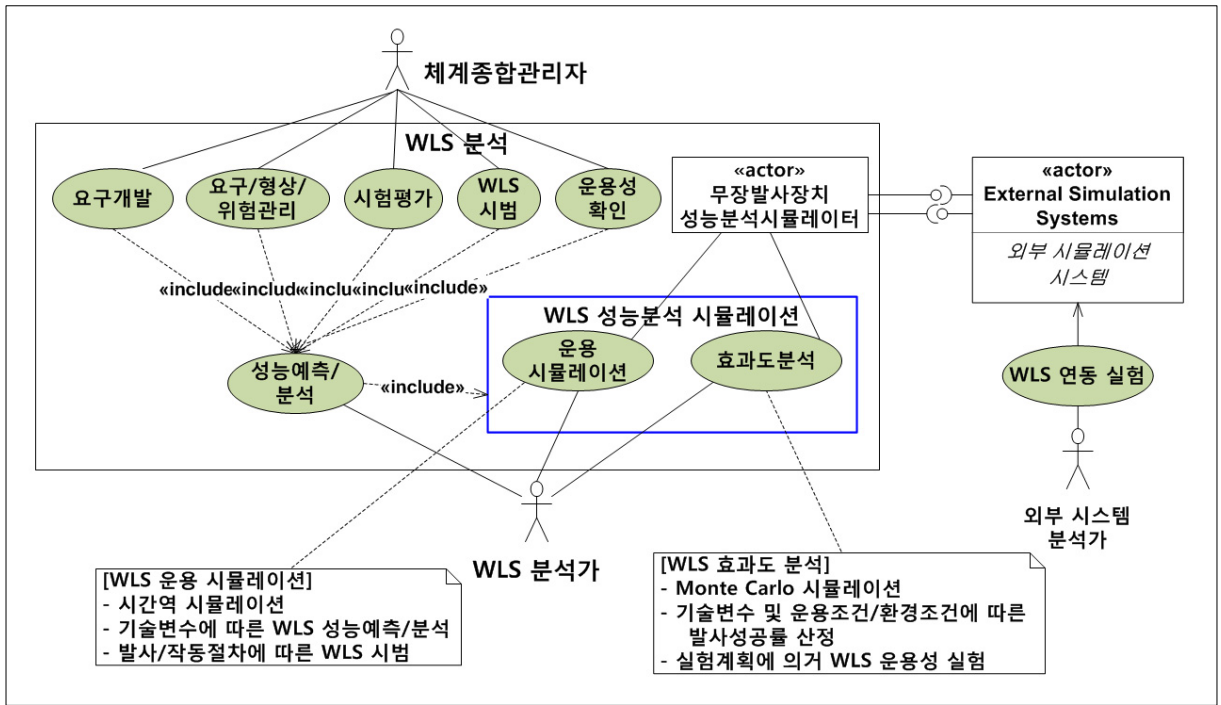 체계종합관리자
WLS 분석
요구개발
요구/형상/
위험관리
시험평가
WLS
시범
운용성
확인
«actor»
무장발사장치
성능분석시뮬레이터
«actor»
External Simulation
Systems
외부 시뮬레이션
시스템
«include
«includ
«inclu
«inclu
«include»
WLS 성능분석 시뮬레이션
운용
시뮬레이션
효과도분석
성능예측/
분석
«include»
WLS 연동 실험
외부 시스템
분석가
WLS 분석가
[WLS 운용 시뮬레이션]
- 시간역 시뮬레이션
- 기술변수에 따른 WLS 성능예측/분석
- 발사/작동절차에 따른 WLS 시범
[WLS 효과도 분석]
- Monte Carlo 시뮬레이션
- 기술변수 및 운용조건/환경조건에 따른
발사성공률 산정
- 실험계획에 의거 WLS 운용성 실험